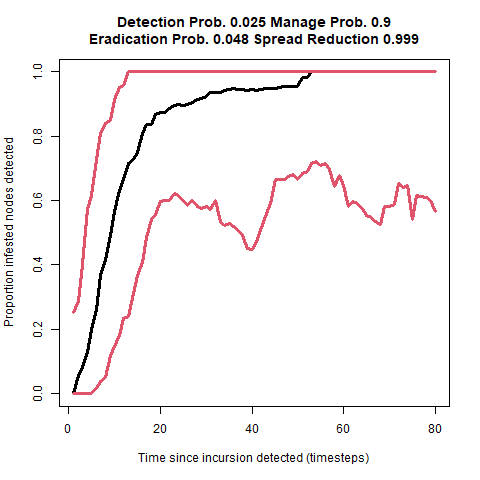 Detection Prob. 0.025 Manage Prob. 0.9
Eradication Prob. 0.048 Spread Reduction 0.999
Proportion infested nodes detected
1.0
0.8
0.6
0.4
0.2
0.0
0 20 40 60 80
Time since incursion detected (timesteps)